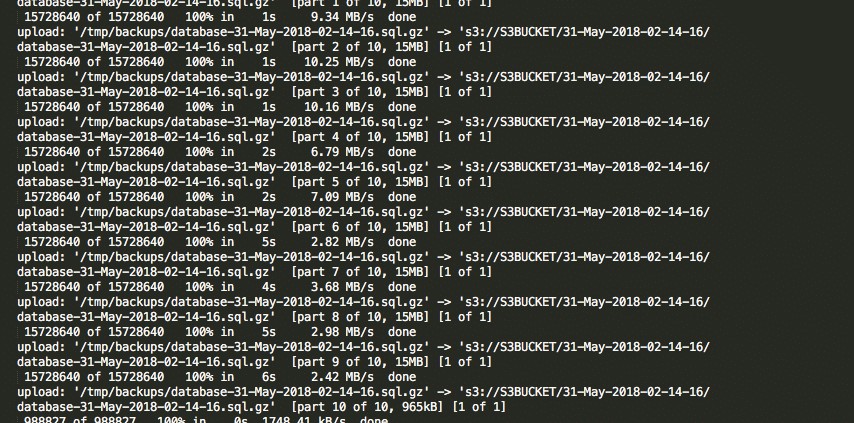 database-31-May-2018-02-14-16.sql.gz'  [part 1 of 10, 15MB] [1 of 1]
 15728640 of 15728640   100% in    1s     9.34 MB/s  done
upload: '/tmp/backups/database-31-May-2018-02-14-16.sql.gz' -> 's3://S3BUCKET/31-May-2018-02-14-16/
database-31-May-2018-02-14-16.sql.gz'  [part 2 of 10, 15MB] [1 of 1]
 15728640 of 15728640   100% in    1s    10.25 MB/s  done
upload: '/tmp/backups/database-31-May-2018-02-14-16.sql.gz' -> 's3://S3BUCKET/31-May-2018-02-14-16/
database-31-May-2018-02-14-16.sql.gz'  [part 3 of 10, 15MB] [1 of 1]
 15728640 of 15728640   100% in    1s    10.16 MB/s  done
upload: '/tmp/backups/database-31-May-2018-02-14-16.sql.gz' -> 's3://S3BUCKET/31-May-2018-02-14-16/
database-31-May-2018-02-14-16.sql.gz'  [part 4 of 10, 15MB] [1 of 1]
 15728640 of 15728640   100% in    2s     6.79 MB/s  done
upload: '/tmp/backups/database-31-May-2018-02-14-16.sql.gz' -> 's3://S3BUCKET/31-May-2018-02-14-16/
database-31-May-2018-02-14-16.sql.gz'  [part 5 of 10, 15MB] [1 of 1]
 15728640 of 15728640   100% in    2s     7.09 MB/s  done
upload: '/tmp/backups/database-31-May-2018-02-14-16.sql.gz' -> 's3://S3BUCKET/31-May-2018-02-14-16/
database-31-May-2018-02-14-16.sql.gz'  [part 6 of 10, 15MB] [1 of 1]
 15728640 of 15728640   100% in    5s     2.82 MB/s  done
upload: '/tmp/backups/database-31-May-2018-02-14-16.sql.gz' -> 's3://S3BUCKET/31-May-2018-02-14-16/
database-31-May-2018-02-14-16.sql.gz'  [part 7 of 10, 15MB] [1 of 1]
 15728640 of 15728640   100% in    4s     3.68 MB/s  done
upload: '/tmp/backups/database-31-May-2018-02-14-16.sql.gz' -> 's3://S3BUCKET/31-May-2018-02-14-16/
database-31-May-2018-02-14-16.sql.gz'  [part 8 of 10, 15MB] [1 of 1]
 15728640 of 15728640   100% in    5s     2.98 MB/s  done
upload: '/tmp/backups/database-31-May-2018-02-14-16.sql.gz' -> 's3://S3BUCKET/31-May-2018-02-14-16/
database-31-May-2018-02-14-16.sql.gz'  [part 9 of 10, 15MB] [1 of 1]
 15728640 of 15728640   100% in    6s     2.42 MB/s  done
upload: '/tmp/backups/database-31-May-2018-02-14-16.sql.gz' -> 's3://S3BUCKET/31-May-2018-02-14-16/
database-31-May-2018-02-14-16.sql.gz'  [part 10 of 10, 965kB] [1 of 1]
 988827 of 988827   100% in    0s  1748.41 kB/s  done